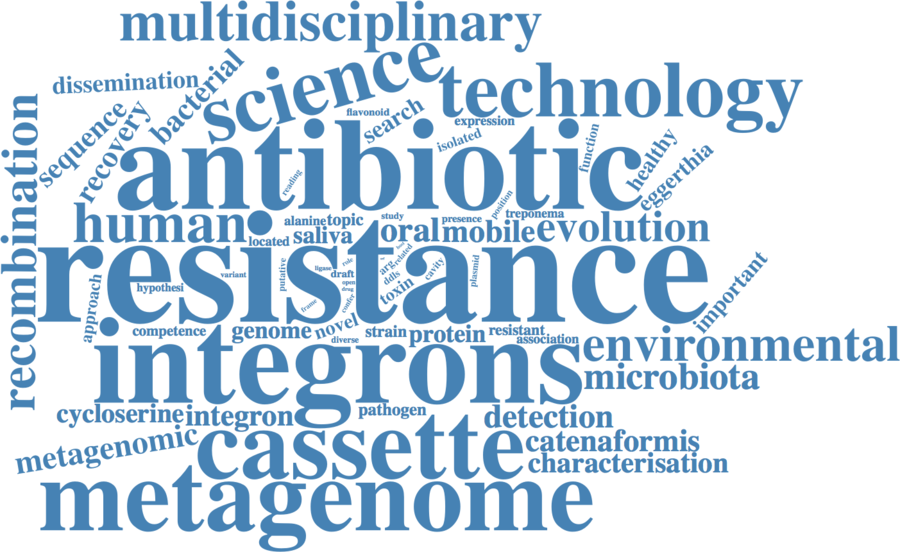 multidisciplinary
dissemination
bacterial
science
technology
recombination
sequence
recovery
flavonoid
search
expression
isolated
function
healthy
eggerthia
antibiotic
reading
position
human
alanine
topic
study
presence
treponema
located
saliva
oral
mobile
evolution
resistance
variant
hypothesi
putative
ligase
role
draft
open
drug
frame
confer
arg
related
ddls
cavity
toxin
plasmid
important
approach
competence
genome
novel
diverse
strain
protein
resistant
association
integrons
environmental
microbiota
cycloserine
integron
pathogen
detection
metagenomic
cassette
catenaformis
characterisation
metagenome